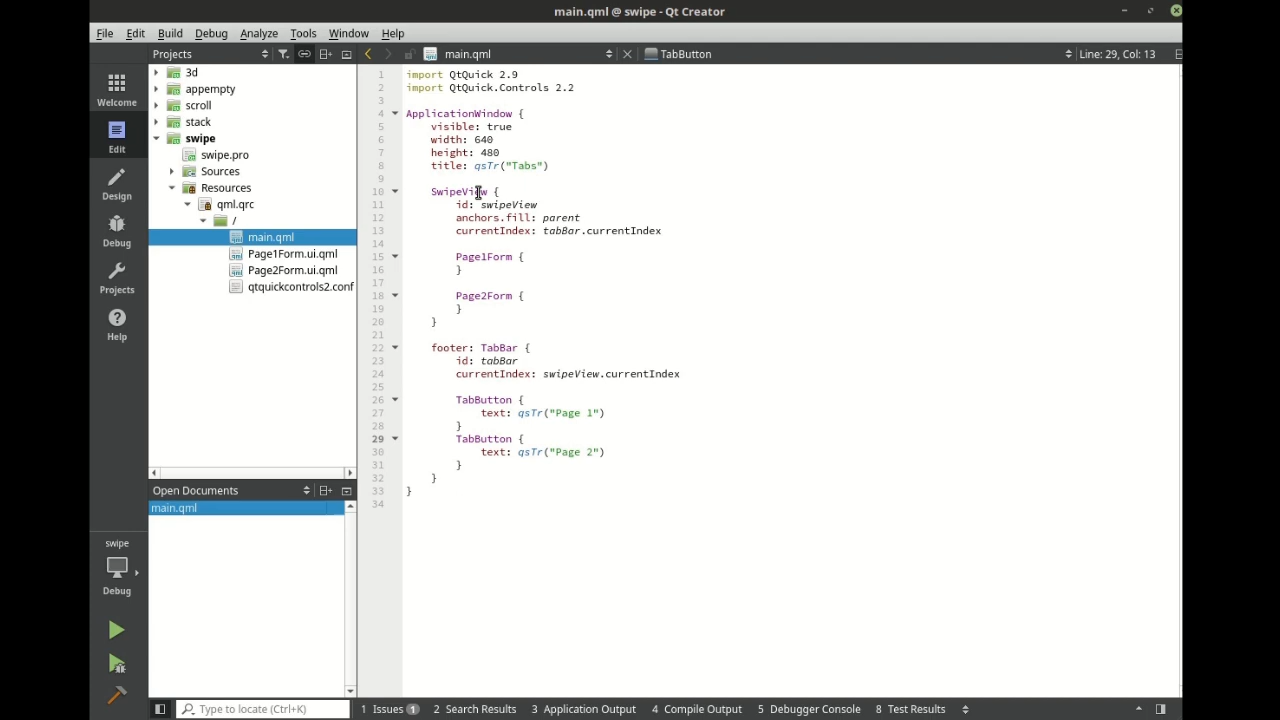 main.qml @ swipe - Qt Creator
File Edit Build Debug Analyze Tools Window Help
Projects
main.qml
TabButton
Line: 29, Col: 13
Welcome
Edit
Design
Debug
Projects
Help
swipe
Debug
3d
appempty
scroll
stack
swipe
swipe.pro
Sources
Resources
qml.qrc
/
main.qml
Page1Form.ui.qml
Page2Form.ui.qml
qtquickcontrols2.conf
Open Documents
main.qml
1 import QtQuick 2.9
2 import QtQuick.Controls 2.2
3
4 ApplicationWindow {
5 visible: true
6 width: 640
7 height: 480
8 title: qsTr("Tabs")
9
10 SwipeView {
11 id: swipeView
12 anchors.fill: parent
13 currentIndex: tabBar.currentIndex
14
15 Page1Form {
16 }
17
18 Page2Form {
19 }
20 }
21
22 footer: TabBar {
23 id: tabBar
24 currentIndex: swipeView.currentIndex
25
26 TabButton {
27 text: qsTr("Page 1")
28 }
29 TabButton {
30 text: qsTr("Page 2")
31 }
32 }
33 }
34
Type to locate (Ctrl+K)
1 Issues 1 2 Search Results 3 Application Output 4 Compile Output 5 Debugger Console 8 Test Results